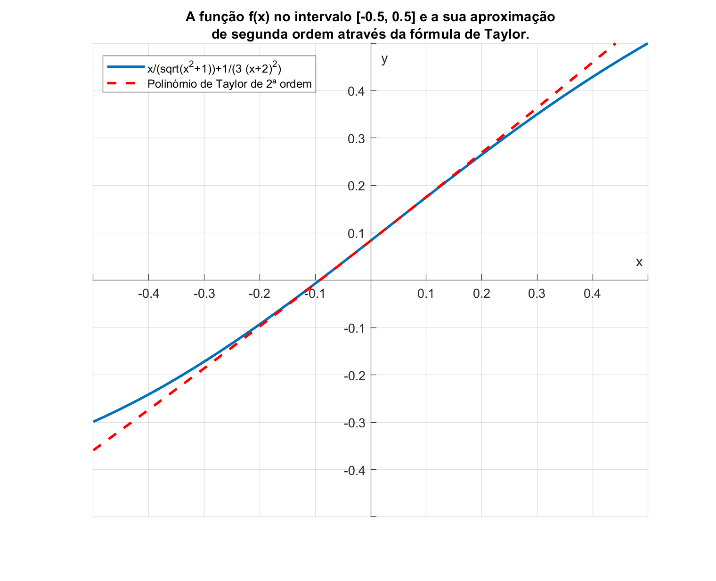 A função f(x) no intervalo [-0.5, 0.5] e a sua aproximação
de segunda ordem através da fórmula de Taylor.
x/(sqrt(x²+1))+1/(3 (x+2)²)
Polinómio de Taylor de 2ª ordem
y
0.4
0.3
0.2
0.1
x
-0.4 -0.3 -0.2 -0.1 0.1 0.2 0.3 0.4
-0.1
-0.2
-0.3
-0.4